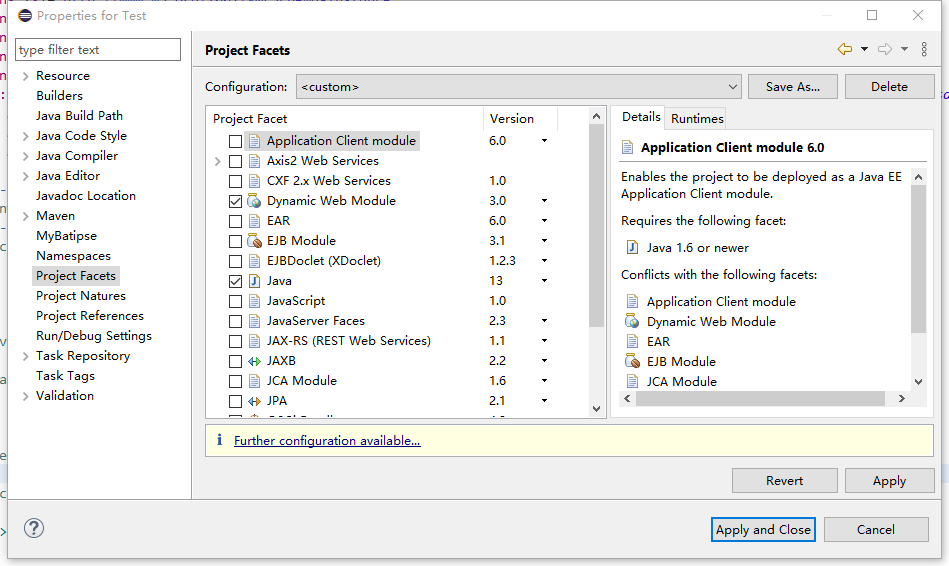 Properties for Test
type filter text
Resource
Builders
Java Build Path
Java Code Style
Java Compiler
Java Editor
Javadoc Location
Maven
MyBatipse
Namespaces
Project Facets
Project Natures
Project References
Run/Debug Settings
Task Repository
Task Tags
Validation
Project Facets
Configuration: <custom> Save As... Delete
Project Facet Version
Application Client module 6.0
Axis2 Web Services
CXF 2.x Web Services 1.0
Dynamic Web Module 3.0
EAR 6.0
EJB Module 3.1
EJBDoclet (XDoclet) 1.2.3
Java 13
JavaScript 1.0
JavaServer Faces 2.3
JAX-RS (REST Web Services) 1.1
JAXB 2.2
JCA Module 1.6
JPA 2.1
Details Runtimes
Application Client module 6.0
Enables the project to be deployed as a Java EE
Application Client module.
Requires the following facet:
Java 1.6 or newer
Conflicts with the following facets:
Application Client module
Dynamic Web Module
EAR
EJB Module
JCA Module
Further configuration available...
Revert Apply
Apply and Close Cancel